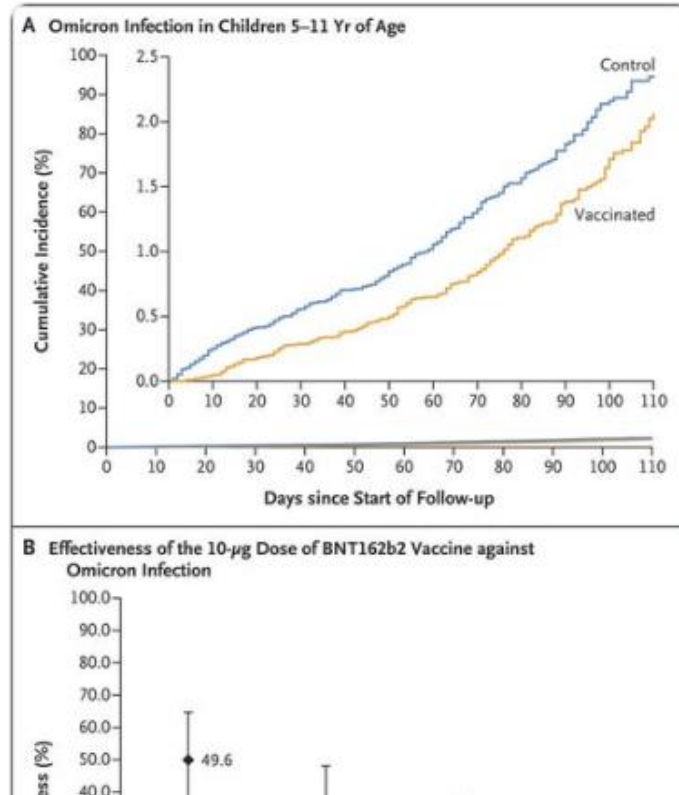 A Omicron Infection in Children 5–11 Yr of Age
Cumulative Incidence (%)
100
90
80
70
60
50
40
30
20
10
0
2.5
2.0
1.5
1.0
0.5
0.0
Control
Vaccinated
0 10 20 30 40 50 60 70 80 90 100 110
0 10 20 30 40 50 60 70 80 90 100 110
Days since Start of Follow-up
B Effectiveness of the 10-μg Dose of BNT162b2 Vaccine against
Omicron Infection
ess (%)
100.0
90.0
80.0
70.0
60.0
50.0
40.0
49.6